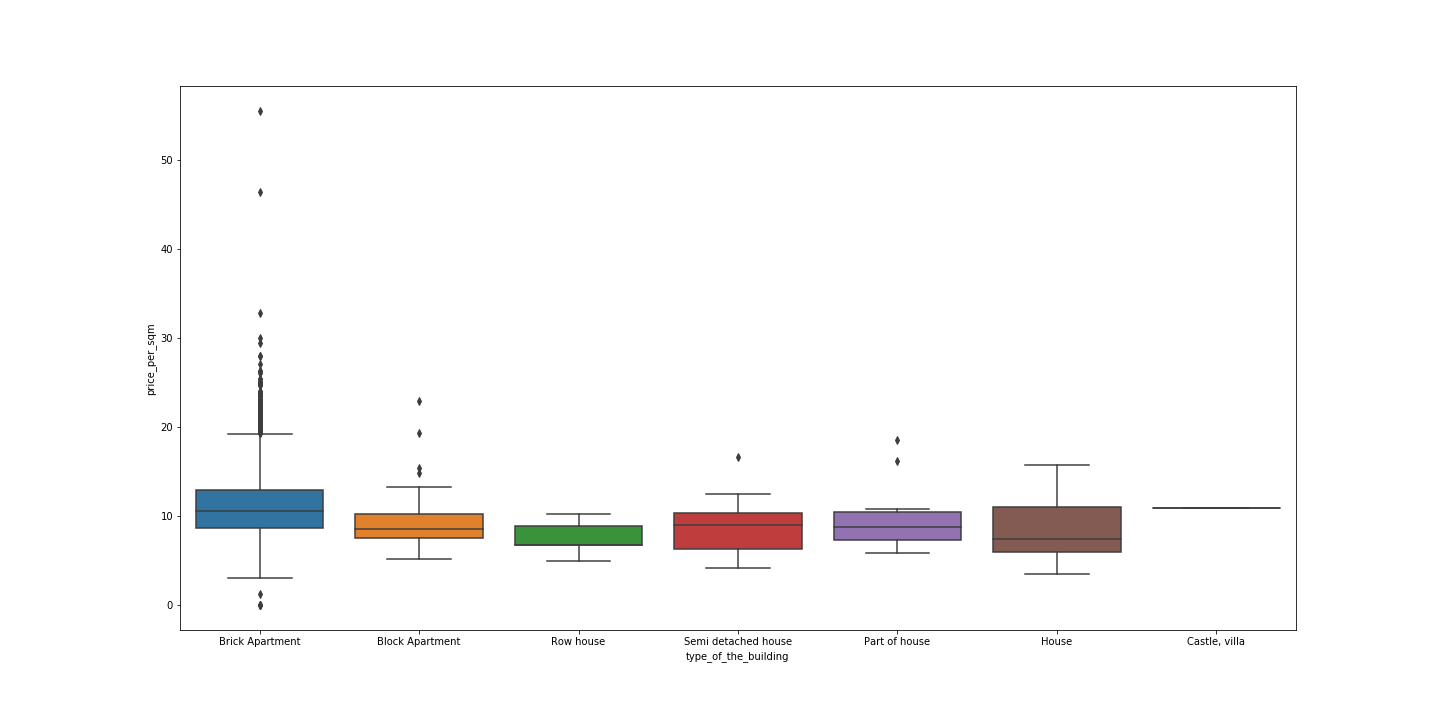 50
40
30
20
10
0
price_per_sqm
Brick Apartment
Block Apartment
Row house
Semi detached house
Part of house
House
Castle, villa
type_of_the_building